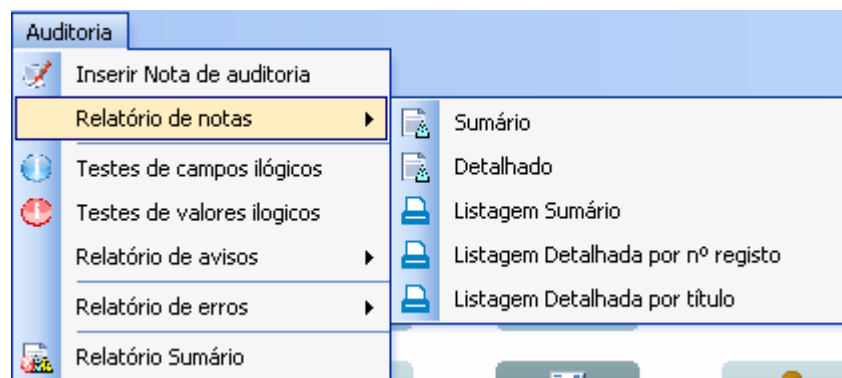 Auditoria
Inserir Nota de auditoria
Relatório de notas
Testes de campos ilógicos
Testes de valores ilogicos
Relatório de avisos
Relatório de erros
Relatório Sumário
Sumário
Detalhado
Listagem Sumário
Listagem Detalhada por nº registo
Listagem Detalhada por título